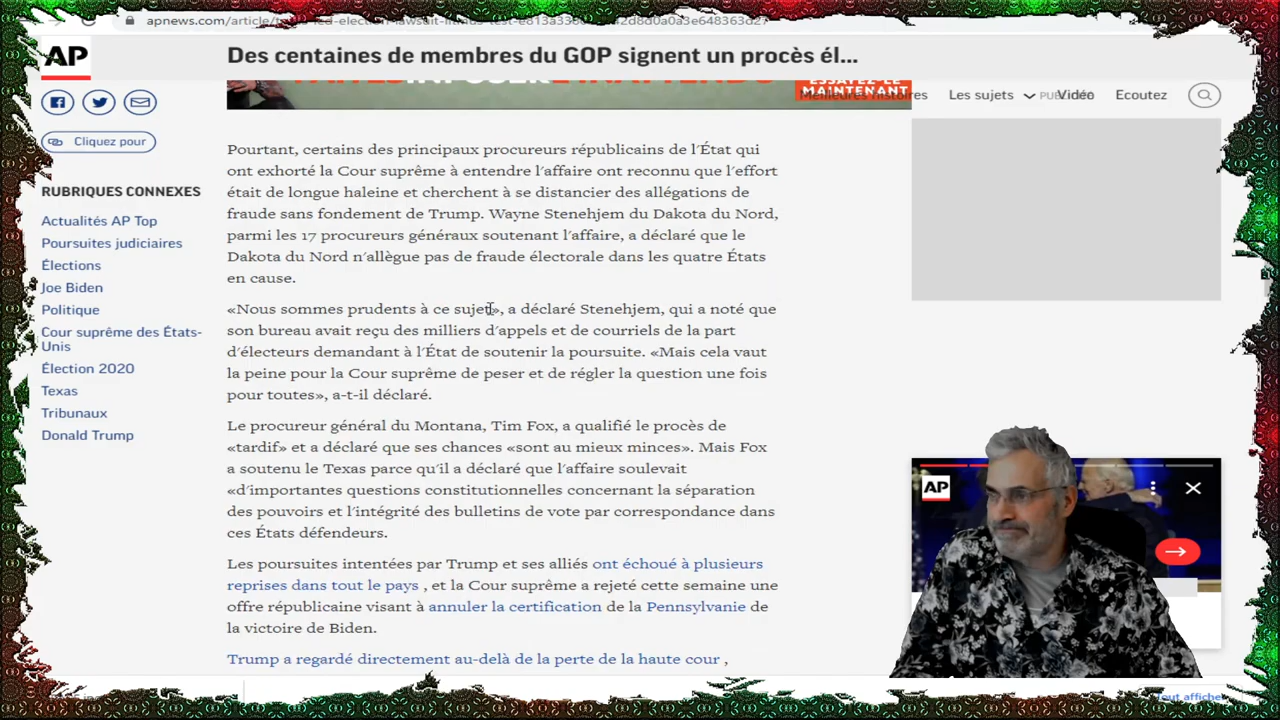 apnews.com/article/
AP
Des centaines de membres du GOP signent un procès él...
ESSAYEZ-LE
MAINTENANT
Meilleures histoires
Les sujets
Vidéo
Ecoutez
Cliquez pour
RUBRIQUES CONNEXES
Actualités AP Top
Poursuites judiciaires
Élections
Joe Biden
Politique
Cour suprême des États-
Unis
Élection 2020
Texas
Tribunaux
Donald Trump
Pourtant, certains des principaux procureurs républicains de l'État qui
ont exhorté la Cour suprême à entendre l'affaire ont reconnu que l'effort
était de longue haleine et cherchent à se distancier des allégations de
fraude sans fondement de Trump. Wayne Stenehjem du Dakota du Nord,
parmi les 17 procureurs généraux soutenant l'affaire, a déclaré que le
Dakota du Nord n'allègue pas de fraude électorale dans les quatre États
en cause.
«Nous sommes prudents à ce sujet», a déclaré Stenehjem, qui a noté que
son bureau avait reçu des milliers d'appels et de courriels de la part
d'électeurs demandant à l'État de soutenir la poursuite. «Mais cela vaut
la peine pour la Cour suprême de peser et de régler la question une fois
pour toutes», a-t-il déclaré.
Le procureur général du Montana, Tim Fox, a qualifié le procès de
«tardif» et a déclaré que ses chances «sont au mieux minces». Mais Fox
a soutenu le Texas parce qu'il a déclaré que l'affaire soulevait
«d'importantes questions constitutionnelles concernant la séparation
des pouvoirs et l'intégrité des bulletins de vote par correspondance dans
ces États défendeurs.
Les poursuites intentées par Trump et ses alliés ont échoué à plusieurs
reprises dans tout le pays , et la Cour suprême a rejeté cette semaine une
offre républicaine visant à annuler la certification de la Pennsylvanie de
la victoire de Biden.
Trump a regardé directement au-delà de la perte de la haute cour ,
AP